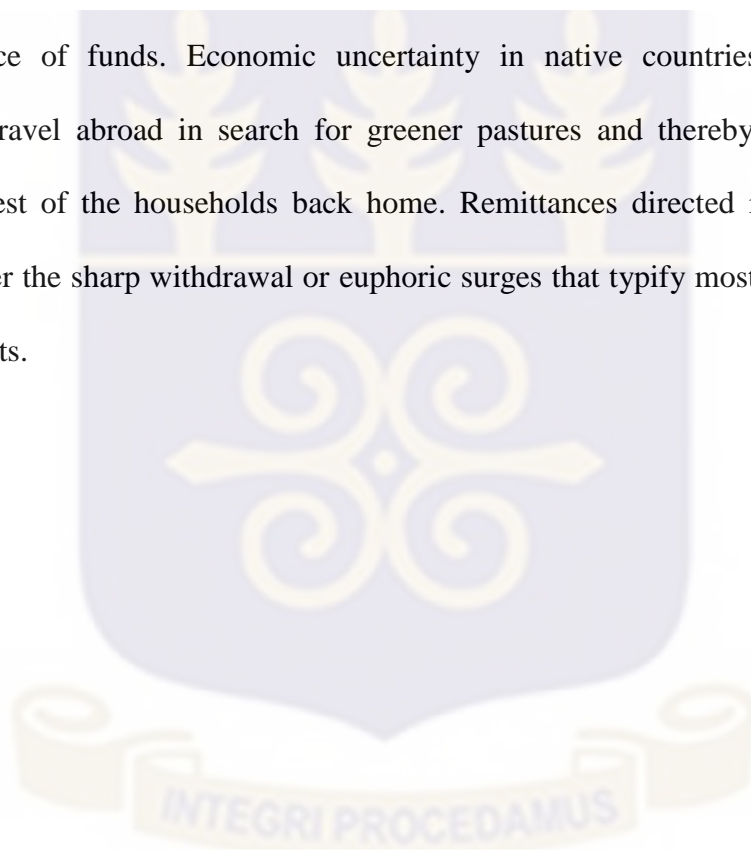 ce of funds. Economic uncertainty in native countries
ravel abroad in search for greener pastures and thereby
est of the households back home. Remittances directed
er the sharp withdrawal or euphoric surges that typify most
ts.
INTEGRI PROCEDAMUS